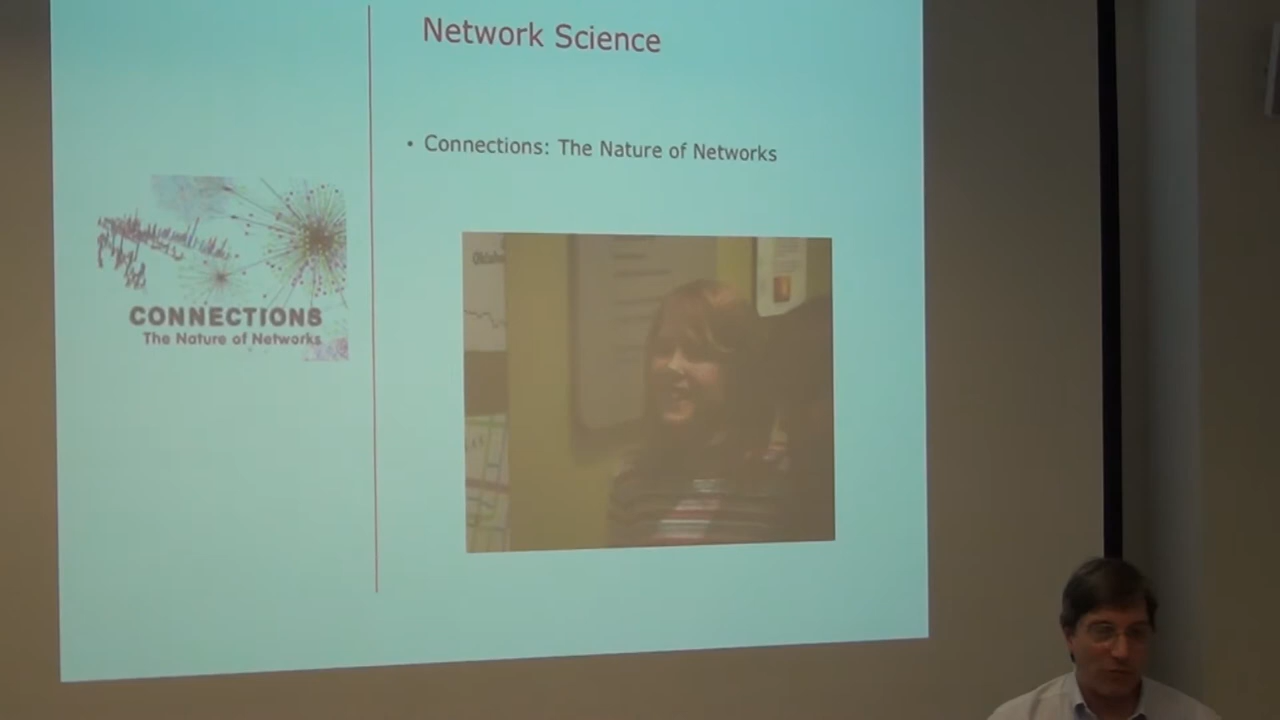 Network Science
• Connections: The Nature of Networks
CONNECTIONS
The Nature of Networks